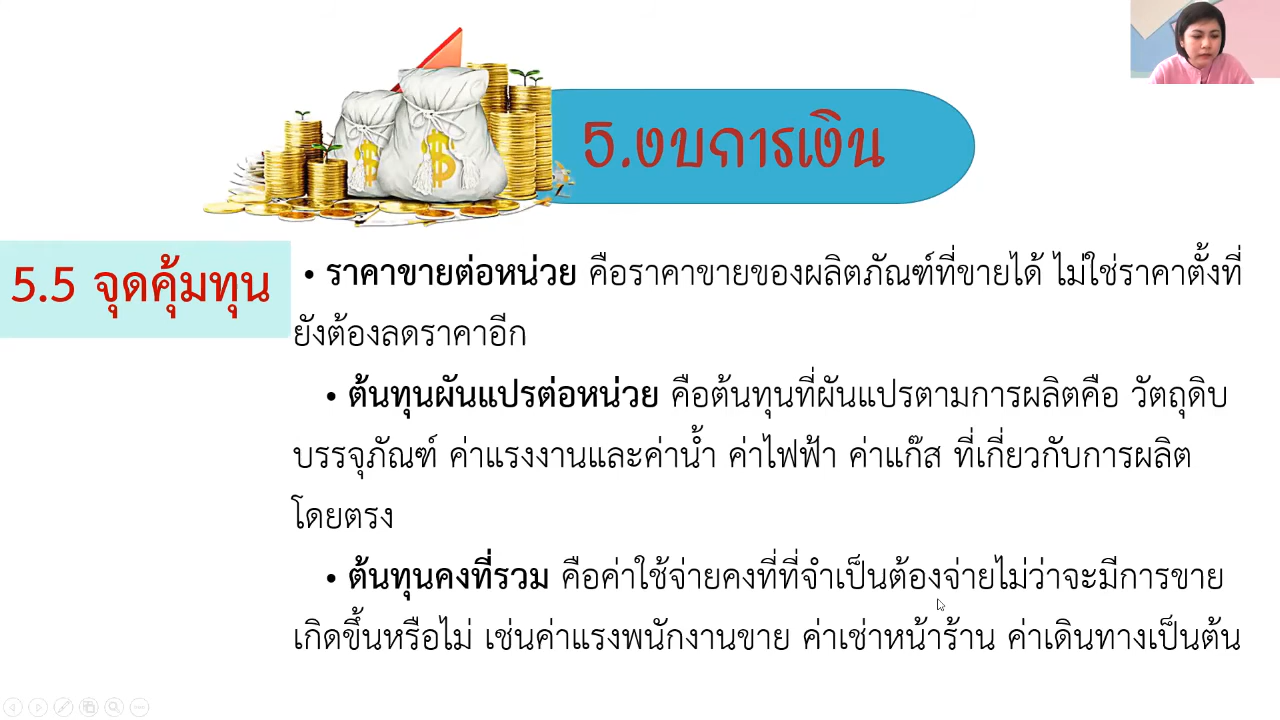 5.งบการเงิน
5.5 จุดคุ้มทุน
• ราคาขายต่อหน่วย คือราคาขายของผลิตภัณฑ์ที่ขายได้ ไม่ใช่ราคาตั้งที่
ยังต้องลดราคาอีก
• ต้นทุนผันแปรต่อหน่วย คือต้นทุนที่ผันแปรตามการผลิตคือ วัตถุดิบ
บรรจุภัณฑ์ ค่าแรงงานและค่าน้ำ ค่าไฟฟ้า ค่าแก๊ส ที่เกี่ยวกับการผลิต
โดยตรง
• ต้นทุนคงที่รวม คือค่าใช้จ่ายคงที่ที่จำเป็นต้องจ่ายไม่ว่าจะมีการขาย
เกิดขึ้นหรือไม่ เช่นค่าแรงพนักงานขาย ค่าเช่าหน้าร้าน ค่าเดินทางเป็นต้น